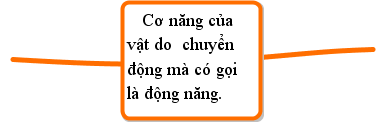 Cơ năng của
vật do chuyển
động mà có gọi
là động năng.